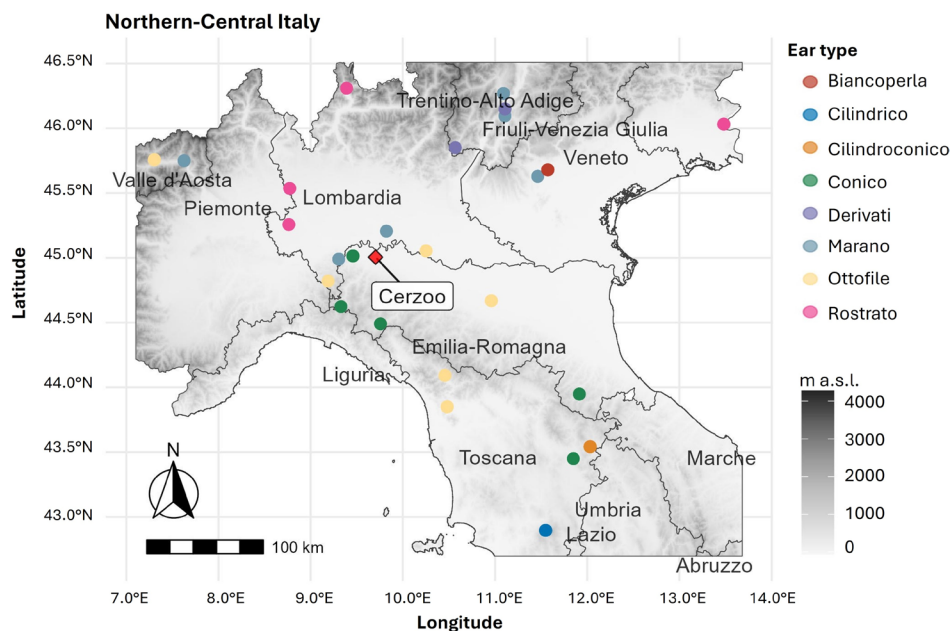 Northern-Central Italy
Ear type
Biancoperla
Cilindrico
Cilindroconico
Conico
Derivati
Marano
Ottofile
Rostrato
m a.s.l.
4000
3000
2000
1000
0
46.5°N
46.0°N
45.5°N
45.0°N
44.5°N
44.0°N
43.5°N
43.0°N
Latitude
Trentino-Alto Adige
Friuli-Venezia Giulia
Veneto
Valle d'Aosta
Piemonte
Lombardia
Cerzoo
Emilia-Romagna
Liguria
Toscana
Marche
Umbria
Lazio
Abruzzo
N
100 km
7.0°E
8.0°E
9.0°E
10.0°E
11.0°E
12.0°E
13.0°E
14.0°E
Longitude